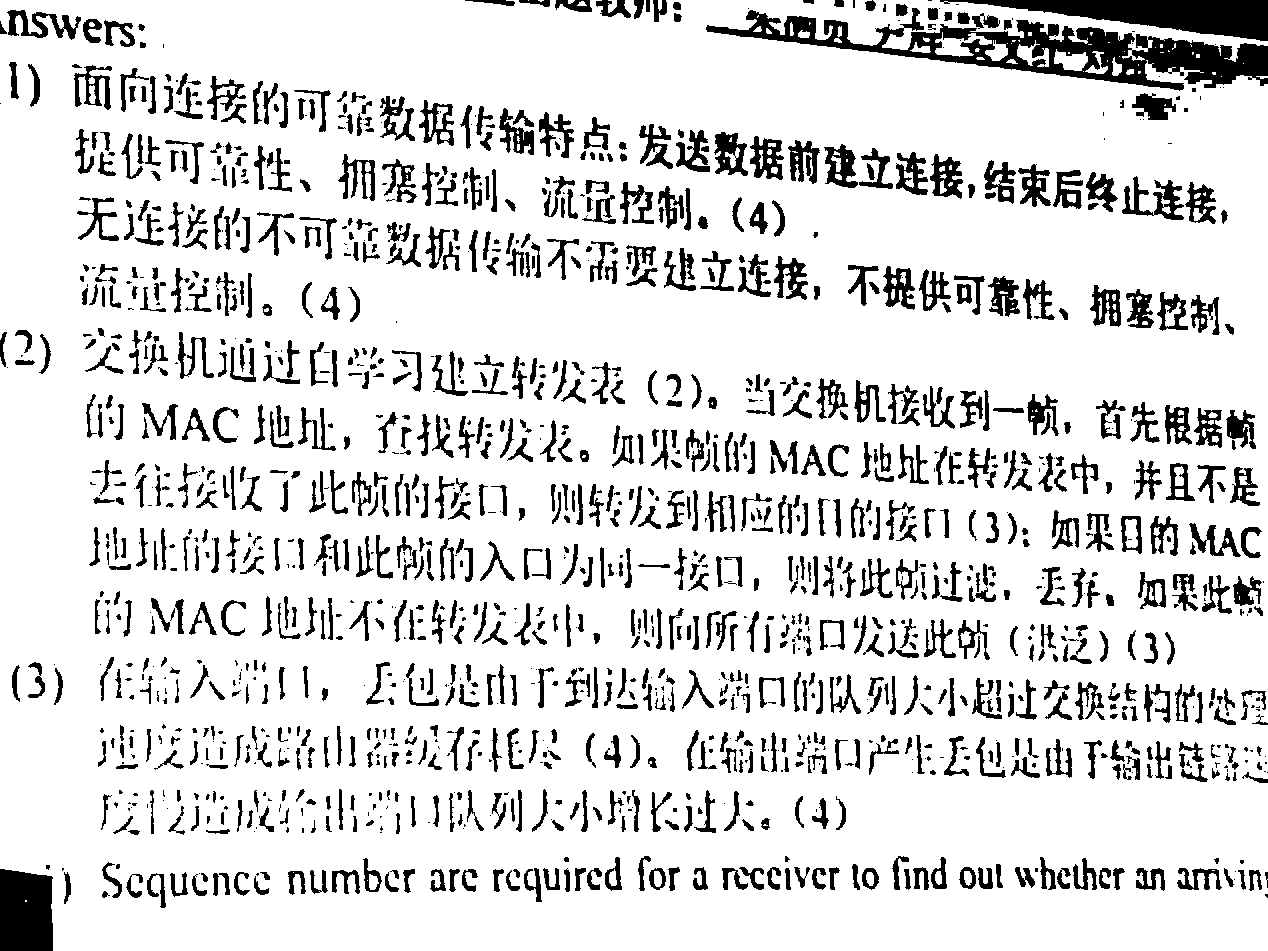 Answers:
(1) 面向连接的可靠数据传输特点:发送数据前建立连接,结束后终止连接,
提供可靠性、拥塞控制、流量控制。(4)
无连接的不可靠数据传输不需要建立连接,不提供可靠性、拥塞控制、
流量控制。(4)
(2) 交换机通过自学习建立转发表(2)。当交换机接收到一帧,首先根据帧
的 MAC 地址,查找转发表。如果帧的 MAC 地址在转发表中,并且不是
去往接收了此帧的接口,则转发到相应的目的接口(3);如果目的 MAC
地址的接口和此帧的入口为同一接口,则将此帧过滤,丢弃。如果此帧
的 MAC 地址不在转发表中,则向所有端口发送此帧(洪泛)(3)
(3) 在输入端口,丢包是由于到达输入端口的队列大小超过交换结构的处理
速度造成路由器缓存耗尽(4)。在输出端口产生丢包是由于输出链路速
度慢造成输出端口队列大小增长过大。(4)
) Sequence number are required for a receiver to find out whether an arriving